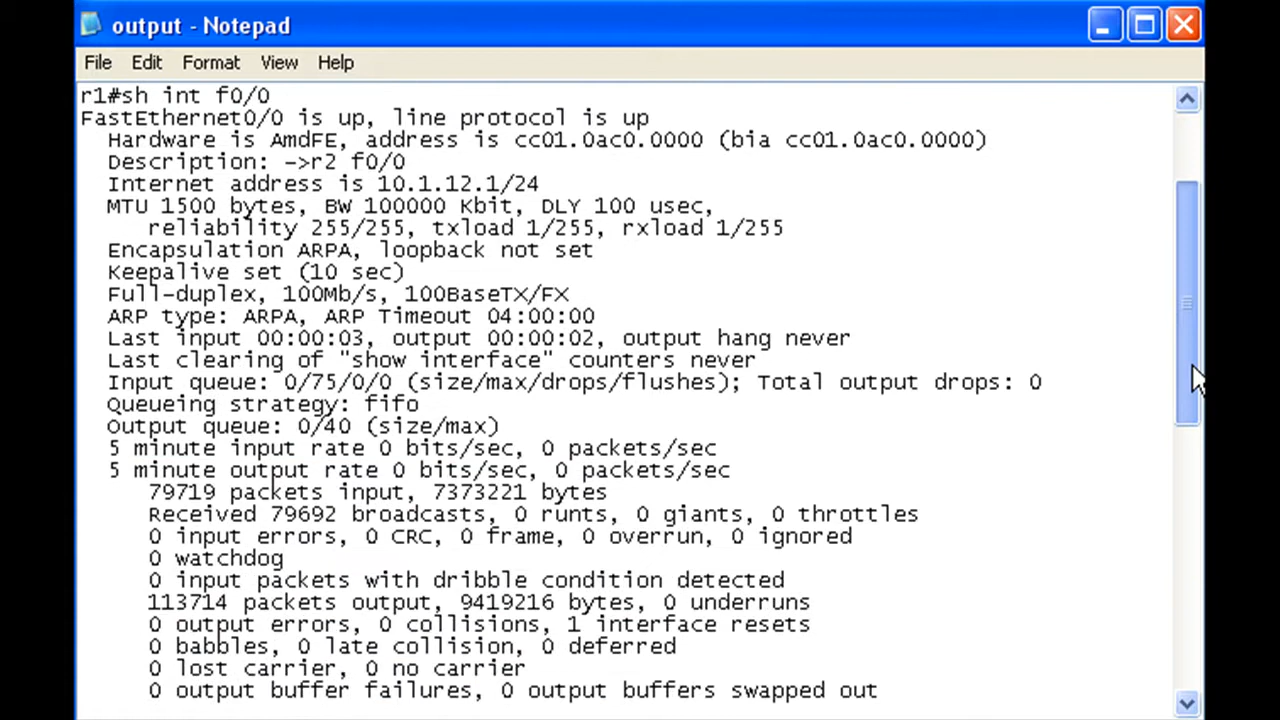 output - Notepad
File Edit Format View Help
r1#sh int f0/0
FastEthernet0/0 is up, line protocol is up
Hardware is AmdFE, address is cc01.0ac0.0000 (bia cc01.0ac0.0000)
Description: ->r2 f0/0
Internet address is 10.1.12.1/24
MTU 1500 bytes, BW 100000 Kbit, DLY 100 usec,
reliability 255/255, txload 1/255, rxload 1/255
Encapsulation ARPA, loopback not set
Keepalive set (10 sec)
Full-duplex, 100Mb/s, 100BaseTX/FX
ARP type: ARPA, ARP Timeout 04:00:00
Last input 00:00:03, output 00:00:02, output hang never
Last clearing of "show interface" counters never
Input queue: 0/75/0/0 (size/max/drops/flushes); Total output drops: 0
Queueing strategy: fifo
Output queue: 0/40 (size/max)
5 minute input rate 0 bits/sec, 0 packets/sec
5 minute output rate 0 bits/sec, 0 packets/sec
79719 packets input, 7373221 bytes
Received 79692 broadcasts, 0 runts, 0 giants, 0 throttles
0 input errors, 0 CRC, 0 frame, 0 overrun, 0 ignored
0 watchdog
0 input packets with dribble condition detected
113714 packets output, 9419216 bytes, 0 underruns
0 output errors, 0 collisions, 1 interface resets
0 babbles, 0 late collision, 0 deferred
0 lost carrier, 0 no carrier
0 output buffer failures, 0 output buffers swapped out